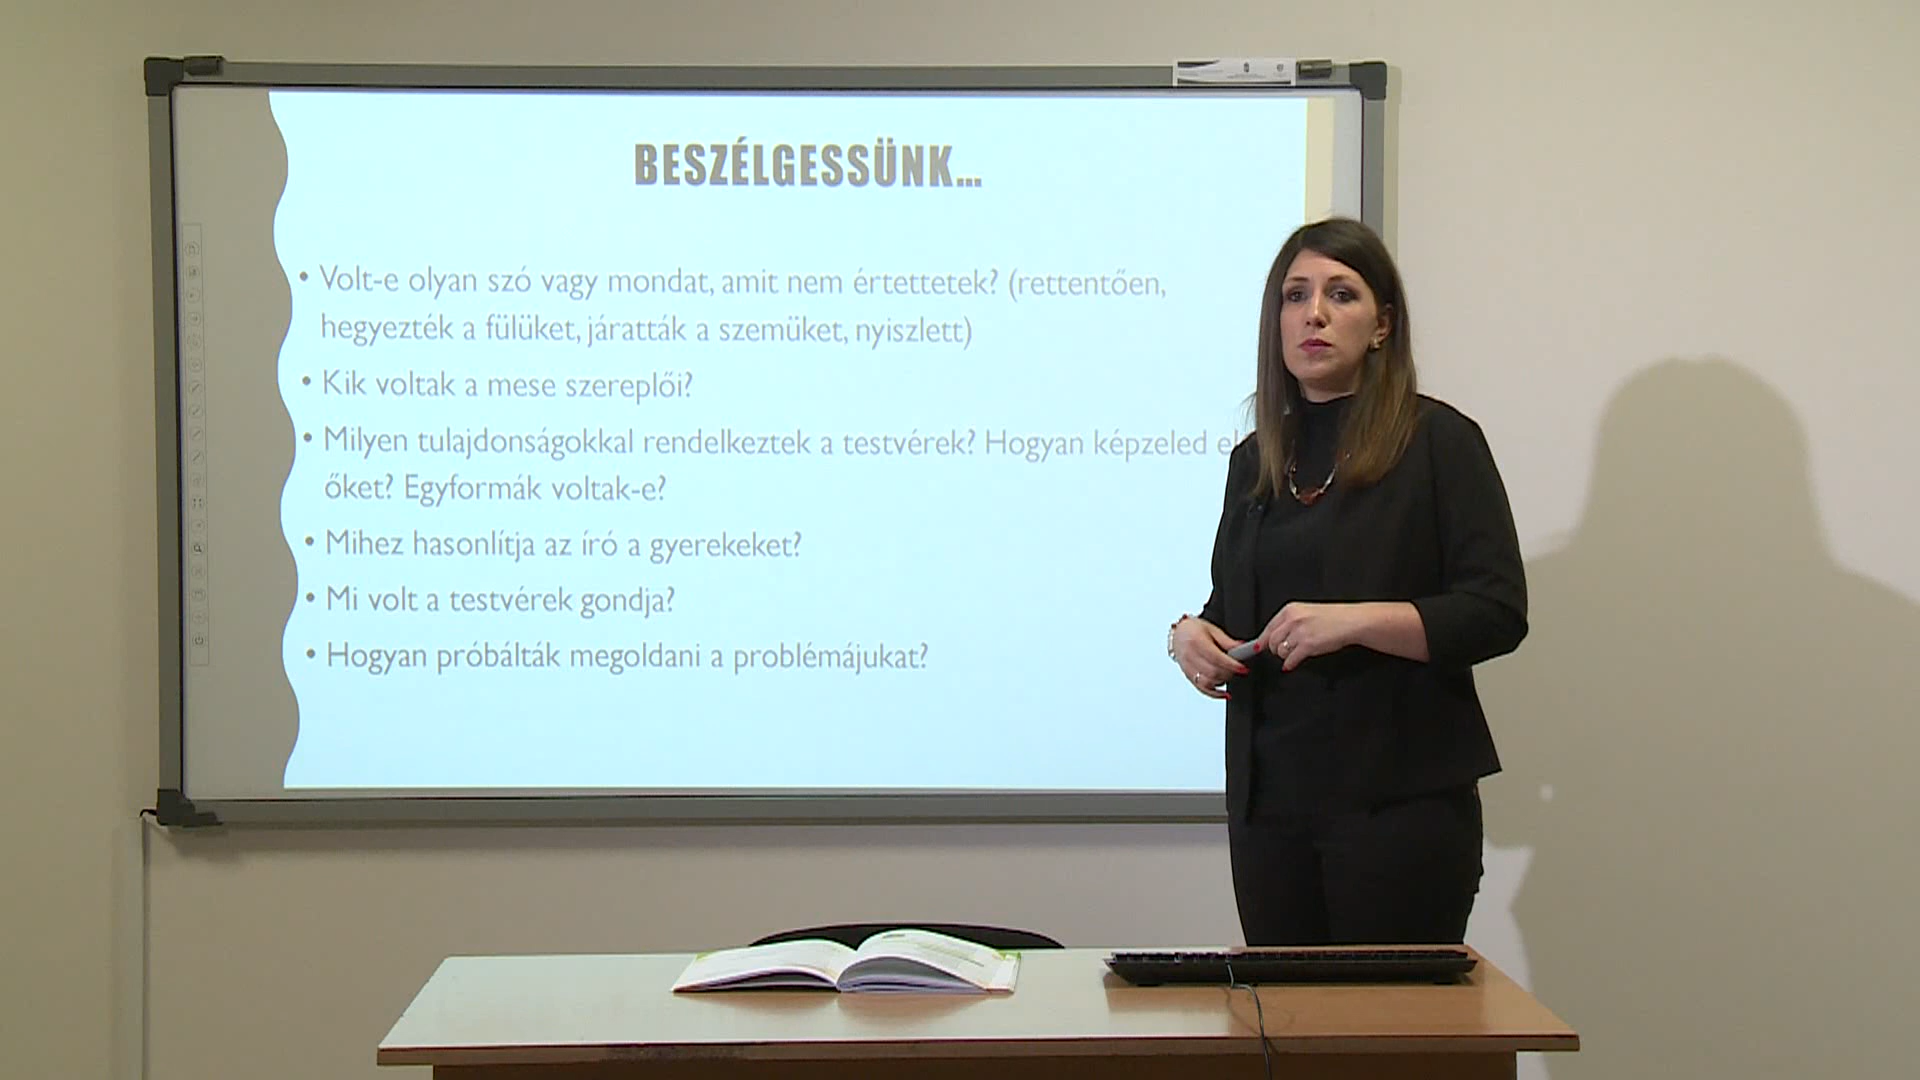 BESZÉLGESSÜNK...
• Volt-e olyan szó vagy mondat, amit nem értettetek? (rettentően,
hegyezték a fülüket, járatták a szemüket, nyiszlett)
• Kik voltak a mese szereplői?
• Milyen tulajdonságokkal rendelkeztek a testvérek? Hogyan képzeled el
őket? Egyformák voltak-e?
• Mihez hasonlítja az író a gyerekeket?
• Mi volt a testvérek gondja?
• Hogyan próbálták megoldani a problémájukat?